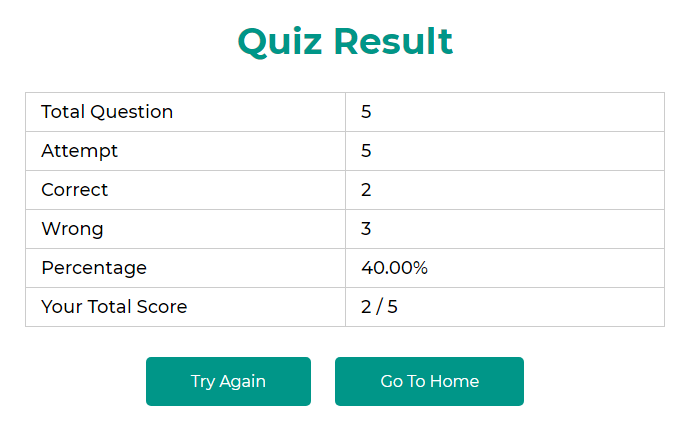 Quiz Result
Total Question 5
Attempt 5
Correct 2
Wrong 3
Percentage 40.00%
Your Total Score 2 / 5
Try Again Go To Home